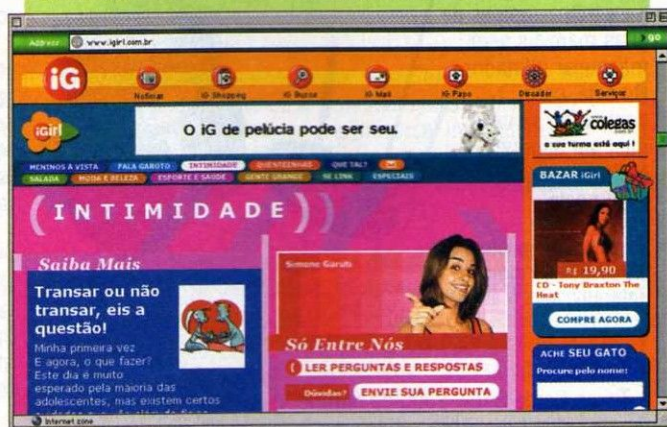 Address www.igirl.com.br go
iG
Notícias iG Shopping iG Busca iG Mail iG Papo Discador Serviços
iGirl
O iG de pelúcia pode ser seu.
colegas
a sua turma está aqui !
MENINOS À VISTA FALA GAROTO INTIMIDADE QUENTINHAS QUE TAL?
SALADA MODA E BELEZA ESPORTE E SAÚDE GENTE GRANDE SE LINK ESPECIAIS
(INTIMIDADE))
Saiba Mais
Transar ou não
transar, eis a
questão!
Minha primeira vez
E agora, o que fazer?
Este dia é muito
esperado pela maioria das
adolescentes, mas existem certos
Simone Garuti
Só Entre Nós
( LER PERGUNTAS E RESPOSTAS
Dúvidas? ENVIE SUA PERGUNTA
BAZAR iGirl
R$ 19,90
CD - Tony Braxton The
Heat
COMPRE AGORA
ACHE SEU GATO
Procure pelo nome:
Internet zone